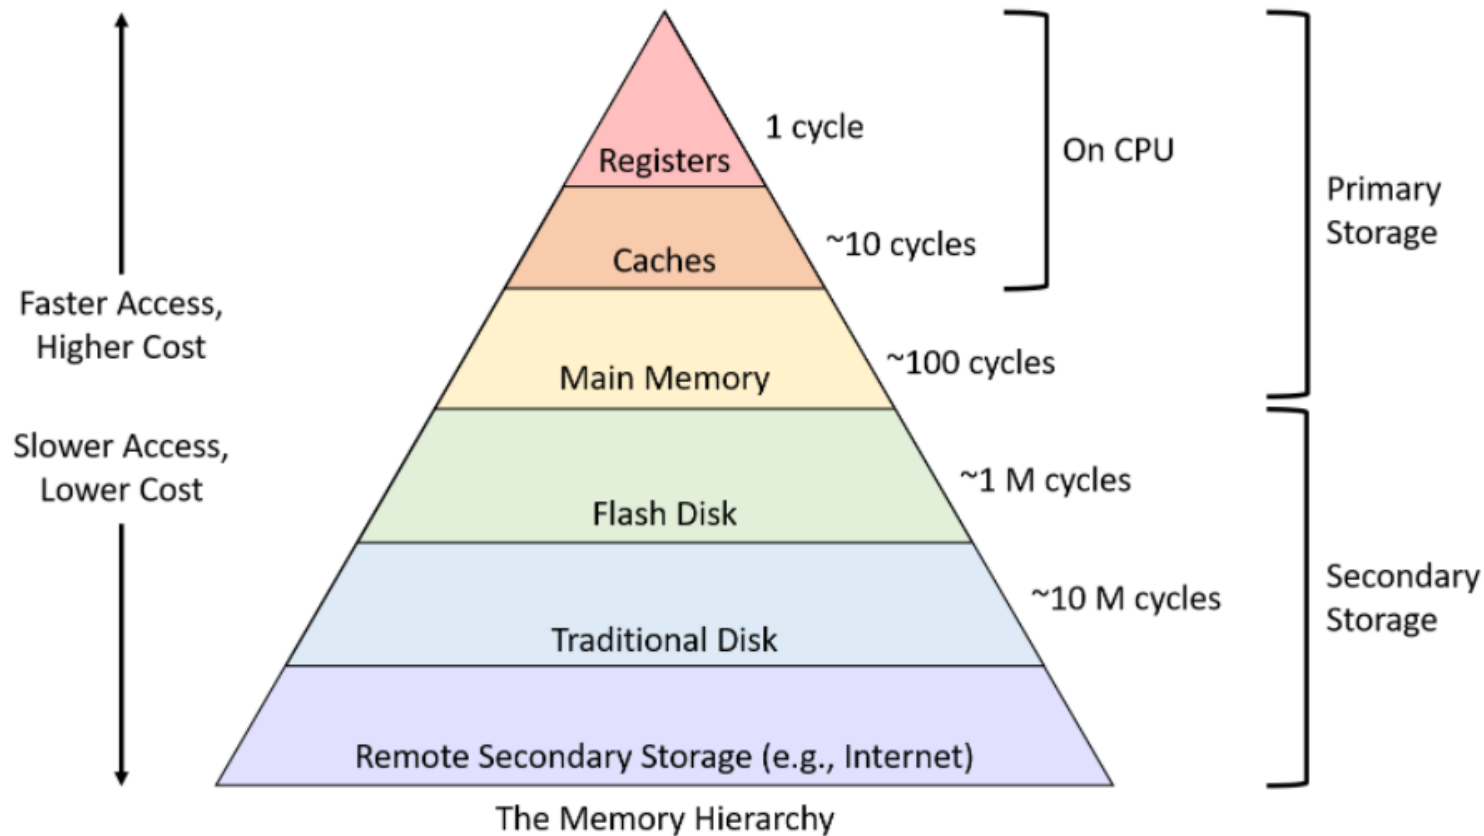 1 cycle
Registers
On CPU
Primary
Storage
~10 cycles
Caches
Faster Access,
Higher Cost
~100 cycles
Main Memory
Slower Access,
Lower Cost
~1 M cycles
Flash Disk
Secondary
Storage
~10 M cycles
Traditional Disk
Remote Secondary Storage (e.g., Internet)
The Memory Hierarchy